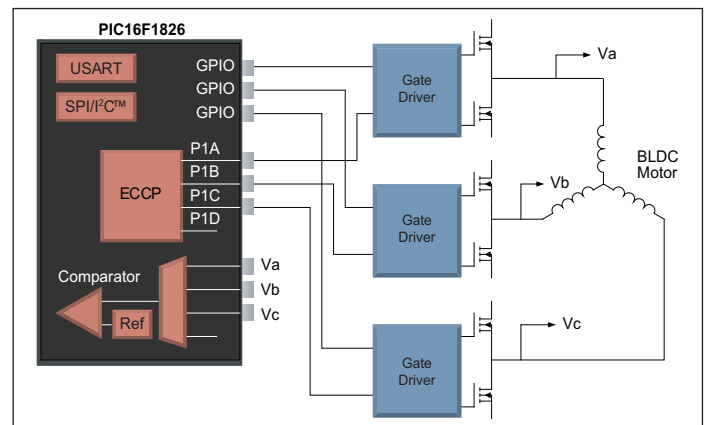 PIC16F1826
USART
SPI/I²C™
GPIO
GPIO
GPIO
ECCP
P1A
P1B
P1C
P1D
Comparator
Ref
Va
Vb
Vc
Gate
Driver
Gate
Driver
Gate
Driver
Va
Vb
Vc
BLDC
Motor